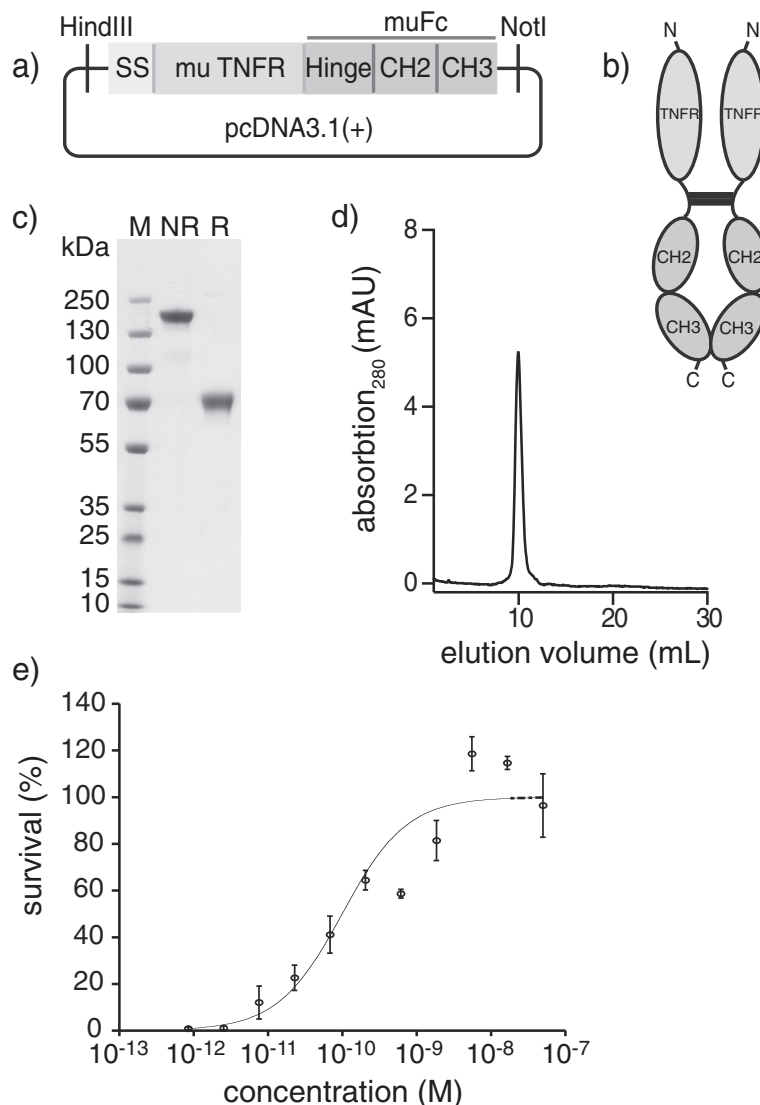 a)
HindIII
muFc
NotI
SS
mu TNFR
Hinge
CH2
CH3
pcDNA3.1(+)
b)
N N
TNFR TNFR
CH2 CH2
CH3 CH3
C C
c)
M NR R
kDa
250
130
100
70
55
35
25
15
10
d)
absorbtion280 (mAU)
8
6
4
2
0
10 20 30
elution volume (mL)
e)
survival (%)
140
120
100
80
60
40
20
0
10-13 10-12 10-11 10-10 10-9 10-8 10-7
concentration (M)